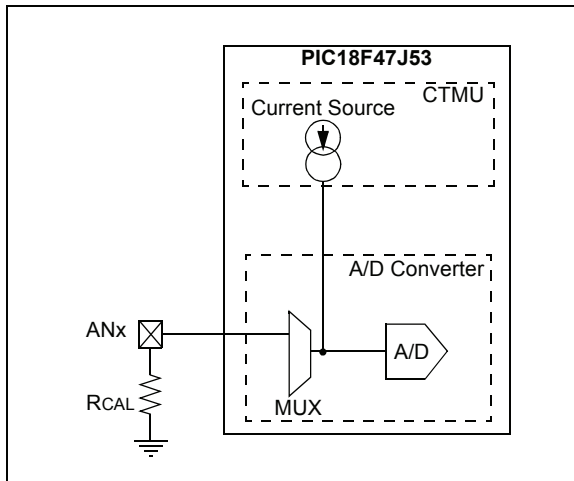 PIC18F47J53
CTMU
Current Source
A/D Converter
ANx
A/D
RCAL
MUX